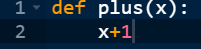 1 def plus(x):
2     x+1